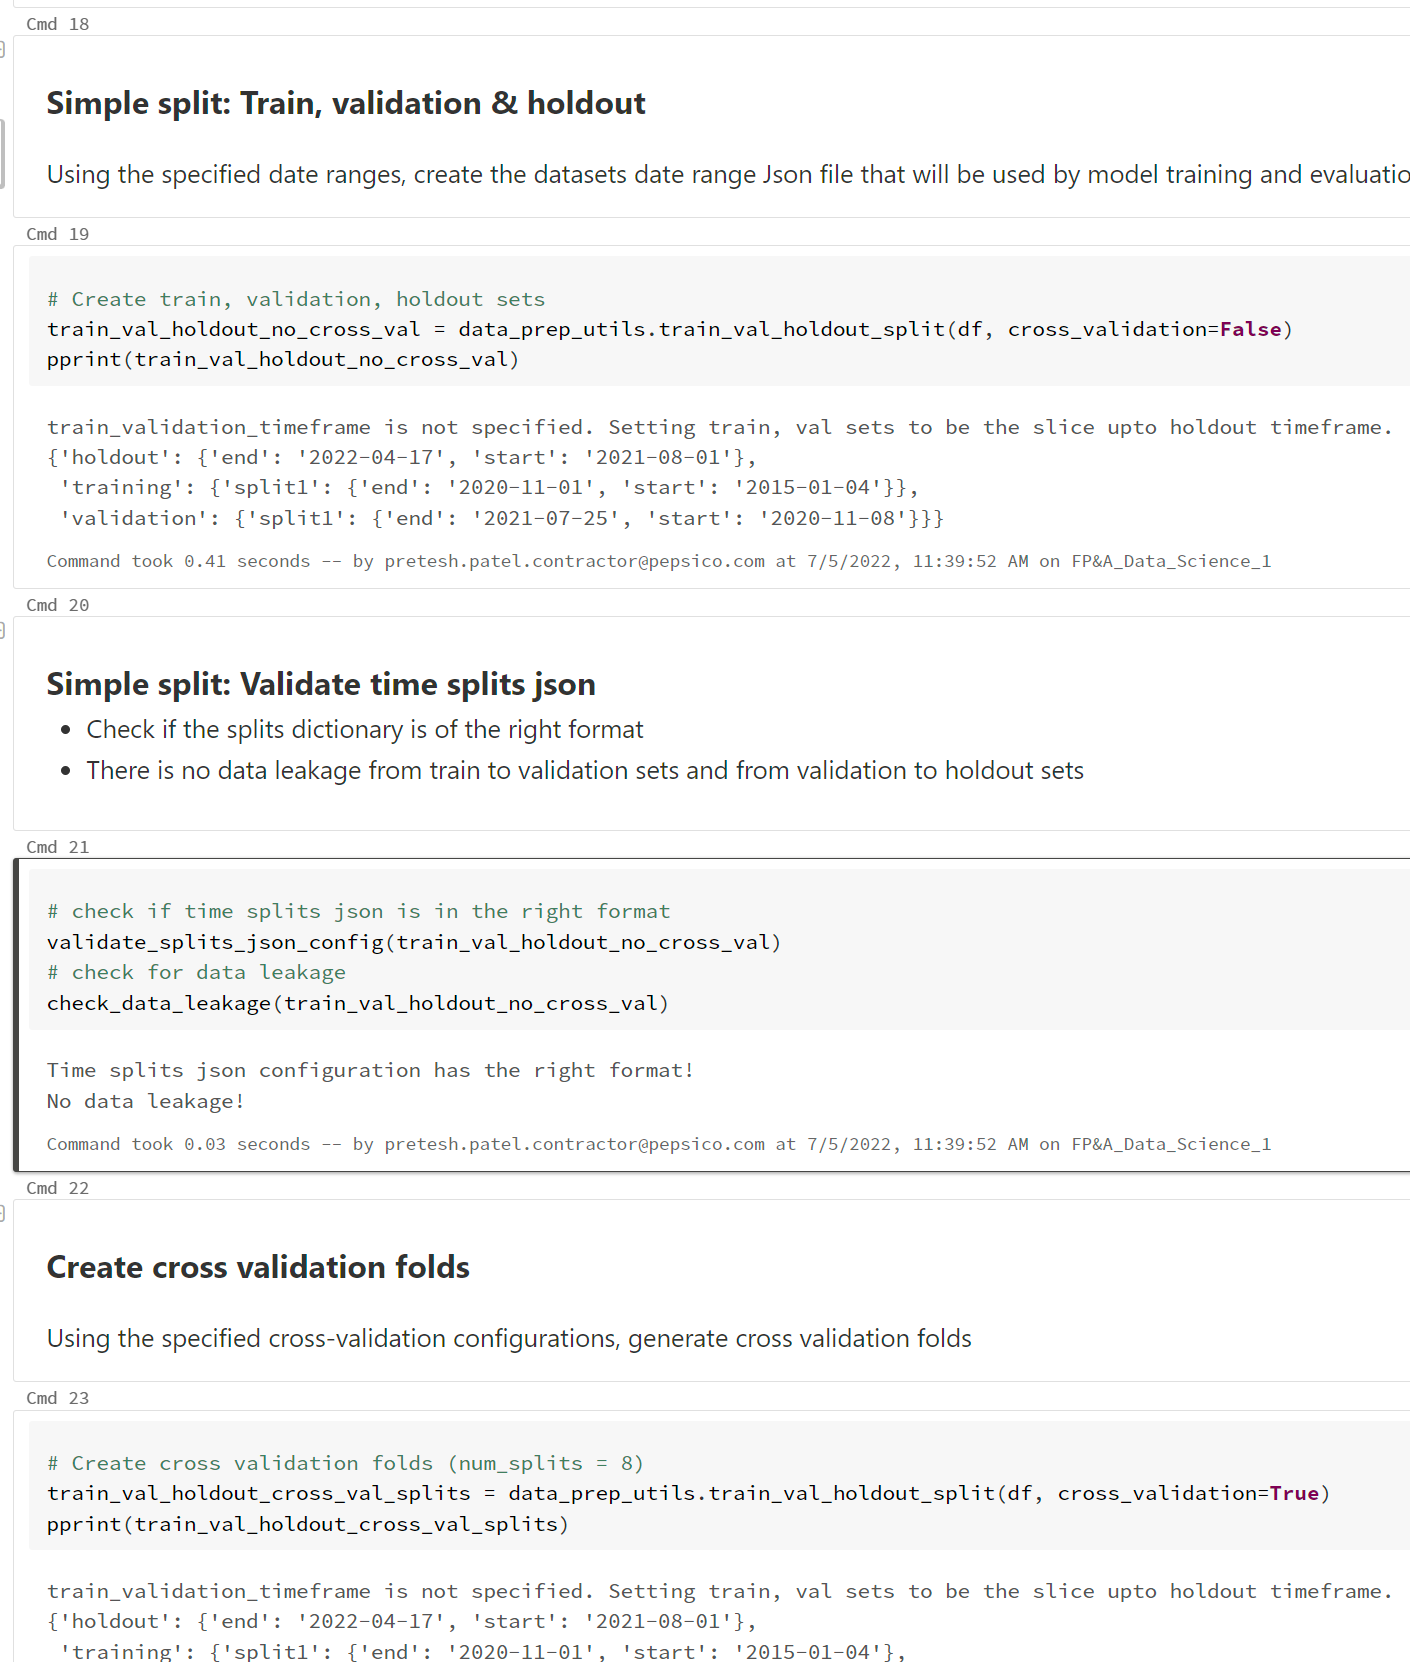 Cmd 18
Simple split: Train, validation & holdout
Using the specified date ranges, create the datasets date range Json file that will be used by model training and evaluatio
Cmd 19
# Create train, validation, holdout sets
train_val_holdout_no_cross_val = data_prep_utils.train_val_holdout_split(df, cross_validation=False)
pprint(train_val_holdout_no_cross_val)
train_validation_timeframe is not specified. Setting train, val sets to be the slice upto holdout timeframe.
{'holdout': {'end': '2022-04-17', 'start': '2021-08-01'},
 'training': {'split1': {'end': '2020-11-01', 'start': '2015-01-04'}},
 'validation': {'split1': {'end': '2021-07-25', 'start': '2020-11-08'}}}
Command took 0.41 seconds -- by pretesh.patel.contractor@pepsico.com at 7/5/2022, 11:39:52 AM on FP&A_Data_Science_1
Cmd 20
Simple split: Validate time splits json
• Check if the splits dictionary is of the right format
• There is no data leakage from train to validation sets and from validation to holdout sets
Cmd 21
# check if time splits json is in the right format
validate_splits_json_config(train_val_holdout_no_cross_val)
# check for data leakage
check_data_leakage(train_val_holdout_no_cross_val)
Time splits json configuration has the right format!
No data leakage!
Command took 0.03 seconds -- by pretesh.patel.contractor@pepsico.com at 7/5/2022, 11:39:52 AM on FP&A_Data_Science_1
Cmd 22
Create cross validation folds
Using the specified cross-validation configurations, generate cross validation folds
Cmd 23
# Create cross validation folds (num_splits = 8)
train_val_holdout_cross_val_splits = data_prep_utils.train_val_holdout_split(df, cross_validation=True)
pprint(train_val_holdout_cross_val_splits)
train_validation_timeframe is not specified. Setting train, val sets to be the slice upto holdout timeframe.
{'holdout': {'end': '2022-04-17', 'start': '2021-08-01'},
 'training': {'split1': {'end': '2020-11-01', 'start': '2015-01-04'},